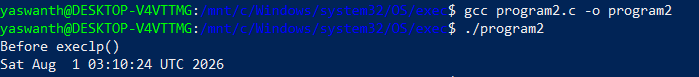 yaswanth@DESKTOP-V4VTTMG:/mnt/c/Windows/system32/OS/exec$ gcc program2.c -o program2
yaswanth@DESKTOP-V4VTTMG:/mnt/c/Windows/system32/OS/exec$ ./program2
Before execlp()
Sat Aug  1 03:10:24 UTC 2026